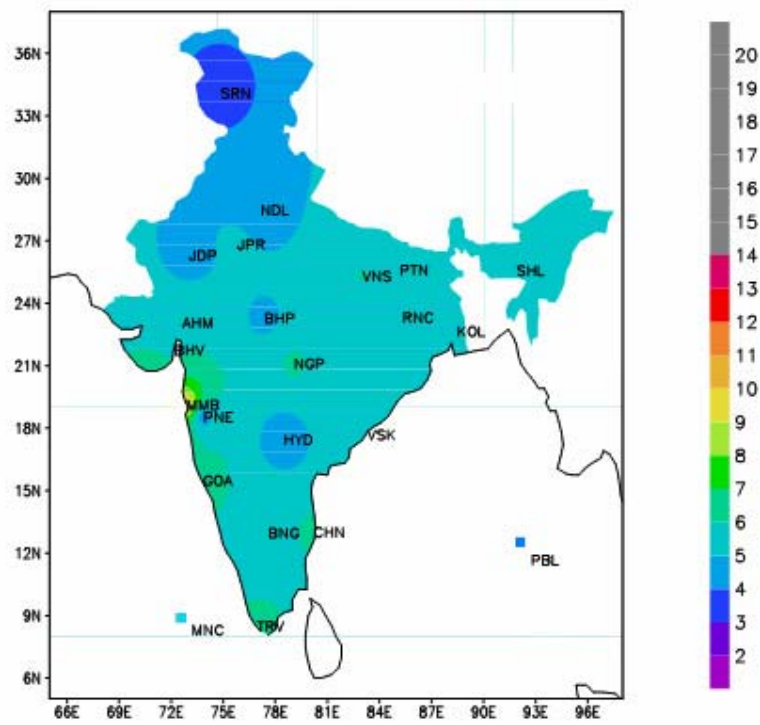 36N
33N
30N
27N
24N
21N
18N
15N
12N
9N
6N
SRN
NDL
JPR
JDP
VNS
PTN
SHL
AHM
BHP
RNC
KOL
BHV
NGP
MMB
PNE
HYD
VSK
GOA
BNG
CHN
PBL
MNC
TRV
66E
69E
72E
75E
78E
81E
84E
87E
90E
93E
96E
20
19
18
17
16
15
14
13
12
11
10
9
8
7
6
5
4
3
2